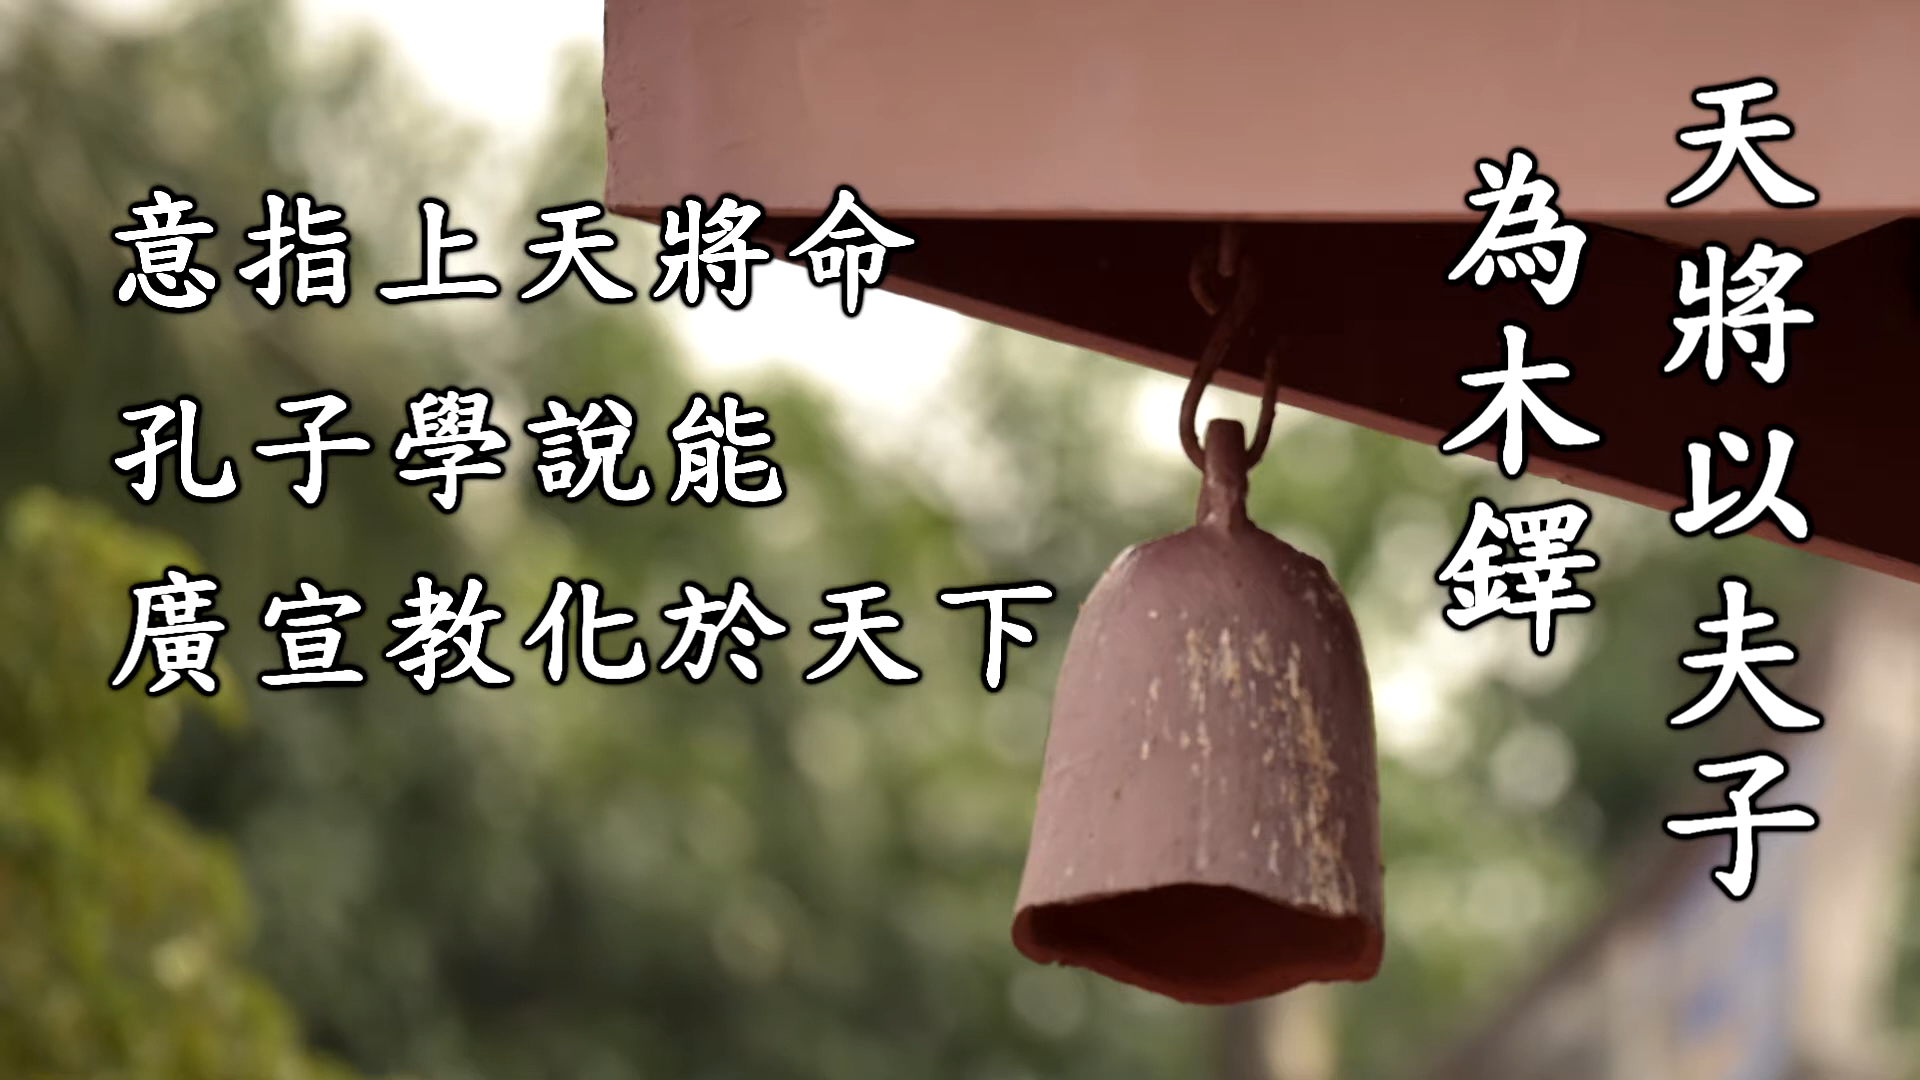 天將以夫子
為木鐸
意指上天將命
孔子學說能
廣宣教化於天下